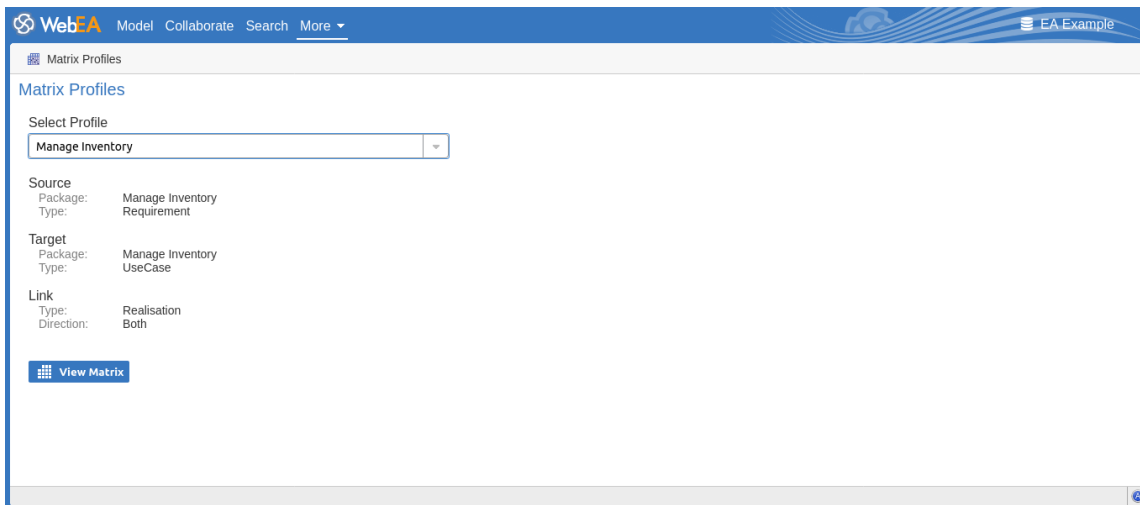 WebEA Model Collaborate Search More EA Example
Matrix Profiles
Matrix Profiles
Select Profile
Manage Inventory
Source
Package: Manage Inventory
Type: Requirement
Target
Package: Manage Inventory
Type: UseCase
Link
Type: Realisation
Direction: Both
View Matrix